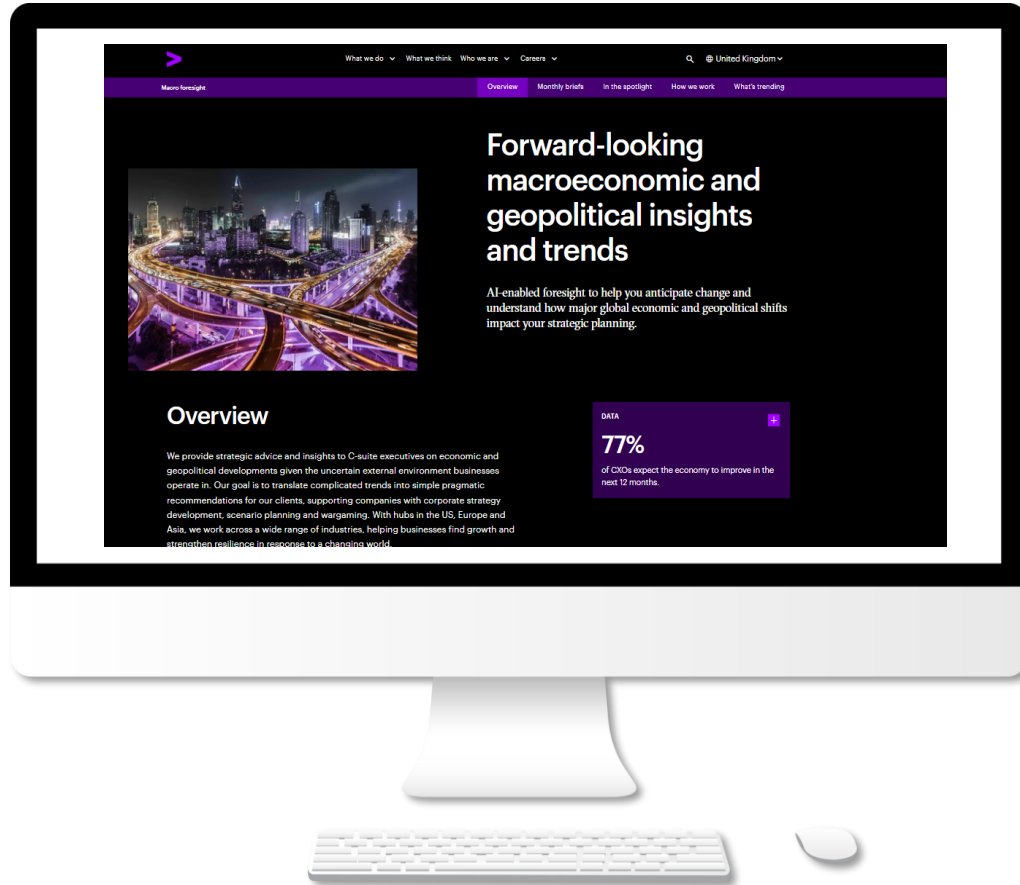 What we do
What we think
Who we are
Careers
United Kingdom
Macro foresight
Overview
Monthly briefs
In the spotlight
How we work
What's trending
Forward-looking
macroeconomic and
geopolitical insights
and trends
AI-enabled foresight to help you anticipate change and
understand how major global economic and geopolitical shifts
impact your strategic planning.
Overview
We provide strategic advice and insights to C-suite executives on economic and
geopolitical developments given the uncertain external environment businesses
operate in. Our goal is to translate complicated trends into simple pragmatic
recommendations for our clients, supporting companies with corporate strategy
development, scenario planning and wargaming. With hubs in the US, Europe and
Asia, we work across a wide range of industries, helping businesses find growth and
strengthen resilience in response to a changing world.
DATA
+
77%
of CXOs expect the economy to improve in the
next 12 months.